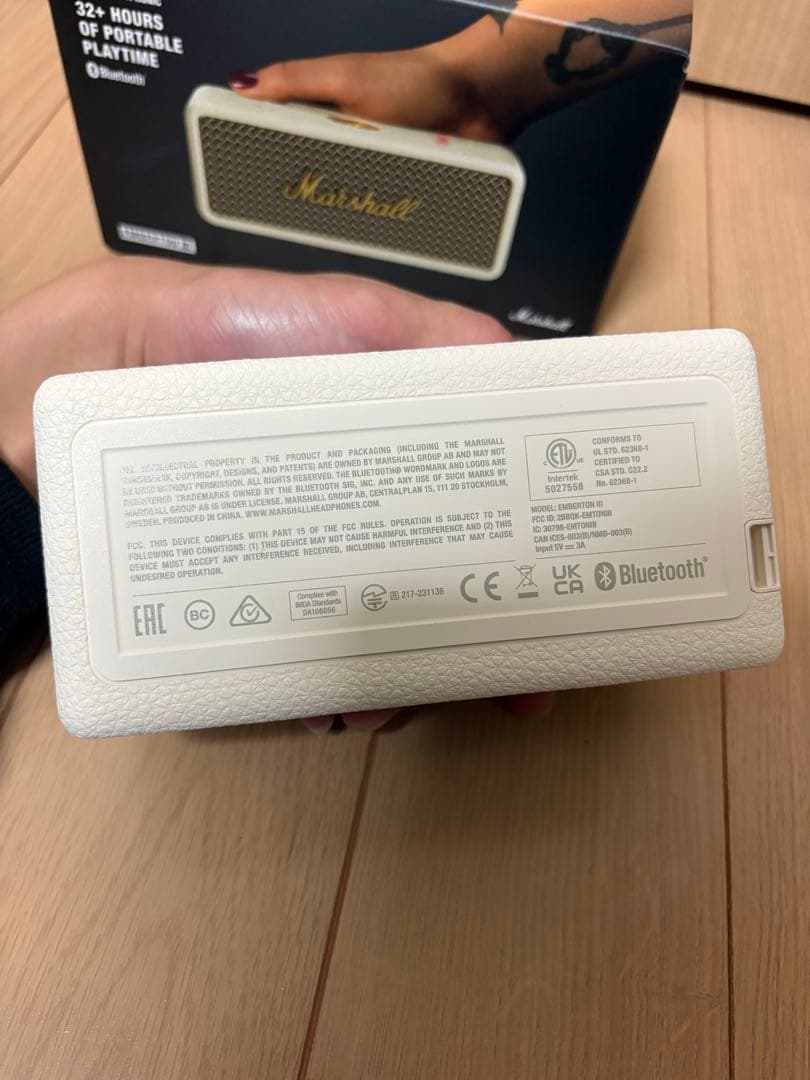 32+ HOURS
OF PORTABLE
PLAYTIME
Bluetooth
Marshall
Marshall
PROPERTY IN THE PRODUCT AND PACKAGING (INCLUDING THE MARSHALL
COPYRIGHT, DESIGNS, AND PATENTS) ARE OWNED BY MARSHALL GROUP AB AND MAY NOT
BE USED WITHOUT PERMISSION. ALL RIGHTS RESERVED. THE BLUETOOTH® WORDMARK AND LOGOS ARE
REGISTERED TRADEMARKS OWNED BY THE BLUETOOTH SIG, INC. AND ANY USE OF SUCH MARKS BY
MARSHALL GROUP AB IS UNDER LICENSE. MARSHALL GROUP AB, CENTRALPLAN 15, 111 20 STOCKHOLM,
SWEDEN. PRODUCED IN CHINA. WWW.MARSHALLHEADPHONES.COM.
FCC: THIS DEVICE COMPLIES WITH PART 15 OF THE FCC RULES. OPERATION IS SUBJECT TO THE
FOLLOWING TWO CONDITIONS: (1) THIS DEVICE MAY NOT CAUSE HARMFUL INTERFERENCE AND (2) THIS
DEVICE MUST ACCEPT ANY INTERFERENCE RECEIVED, INCLUDING INTERFERENCE THAT MAY CAUSE
UNDESIRED OPERATION.
C ETL US
Intertek
5027558
CONFORMS TO
UL STD. 62368-1
CERTIFIED TO
CSA STD. C22.2
No. 62368-1
MODEL: EMBERTON III
FCC ID: 2BBQK-EMTONIII
IC: 30796-EMTONIII
CAN ICES-003(B)/NMB-003(B)
Input 5V ⎓ 3A
EAC
BC
Complies with
IMDA Standards
DA106056
R 217-231138
CE
UK
CA
Bluetooth®